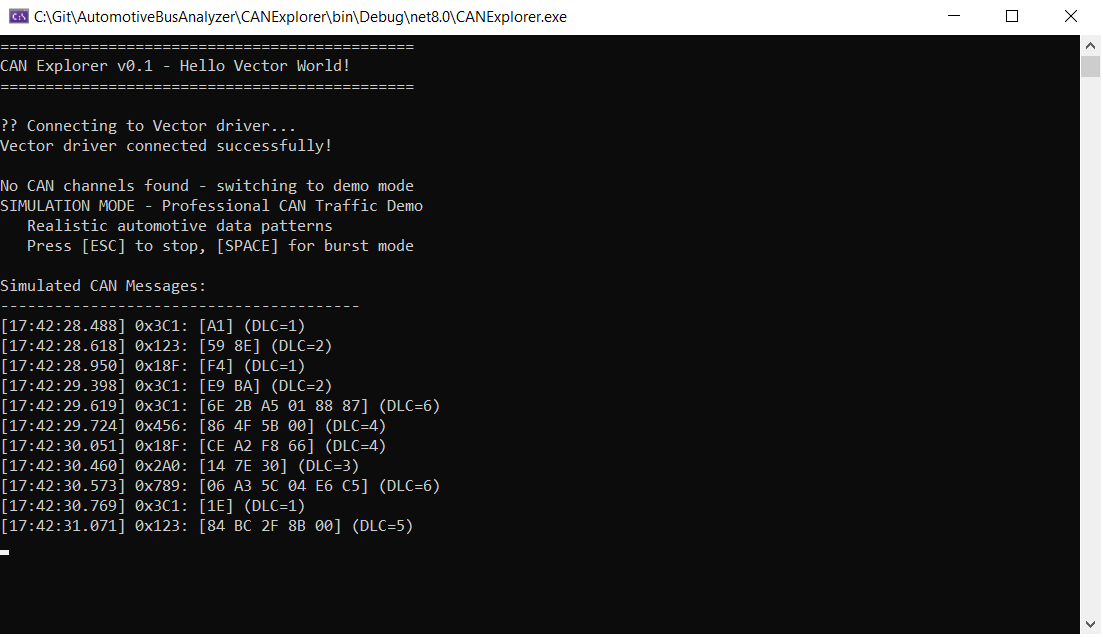 C:\Git\AutomotiveBusAnalyzer\CANExplorer\bin\Debug\net8.0\CANExplorer.exe
==============================================
CAN Explorer v0.1 - Hello Vector World!
==============================================
?? Connecting to Vector driver...
Vector driver connected successfully!
No CAN channels found - switching to demo mode
SIMULATION MODE - Professional CAN Traffic Demo
   Realistic automotive data patterns
   Press [ESC] to stop, [SPACE] for burst mode
Simulated CAN Messages:
----------------------------------------
[17:42:28.488] 0x3C1: [A1] (DLC=1)
[17:42:28.618] 0x123: [59 8E] (DLC=2)
[17:42:28.950] 0x18F: [F4] (DLC=1)
[17:42:29.398] 0x3C1: [E9 BA] (DLC=2)
[17:42:29.619] 0x3C1: [6E 2B A5 01 88 87] (DLC=6)
[17:42:29.724] 0x456: [86 4F 5B 00] (DLC=4)
[17:42:30.051] 0x18F: [CE A2 F8 66] (DLC=4)
[17:42:30.460] 0x2A0: [14 7E 30] (DLC=3)
[17:42:30.573] 0x789: [06 A3 5C 04 E6 C5] (DLC=6)
[17:42:30.769] 0x3C1: [1E] (DLC=1)
[17:42:31.071] 0x123: [84 BC 2F 8B 00] (DLC=5)